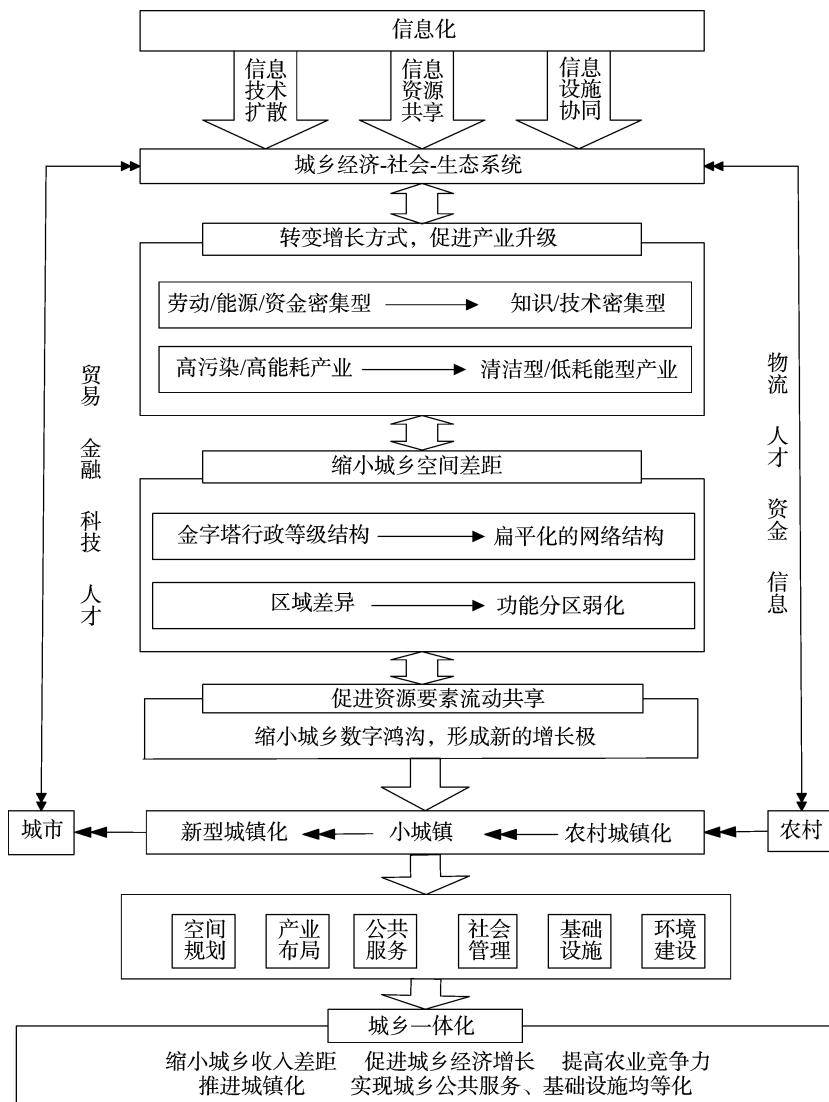 信息化
信息
技术
扩散
信息
资源
共享
信息
设施
协同
城乡经济-社会-生态系统
转变增长方式，促进产业升级
劳动/能源/资金密集型 知识/技术密集型
高污染/高能耗产业 清洁型/低耗能型产业
贸易 金融 科技 人才
物流 人才 资金 信息
缩小城乡空间差距
金字塔行政等级结构 扁平化的网络结构
区域差异 功能分区弱化
促进资源要素流动共享
缩小城乡数字鸿沟，形成新的增长极
城市 新型城镇化 小城镇 农村城镇化 农村
空间
规划
产业
布局
公共
服务
社会
管理
基础
设施
环境
建设
城乡一体化
缩小城乡收入差距 促进城乡经济增长 提高农业竞争力
推进城镇化 实现城乡公共服务、基础设施均等化